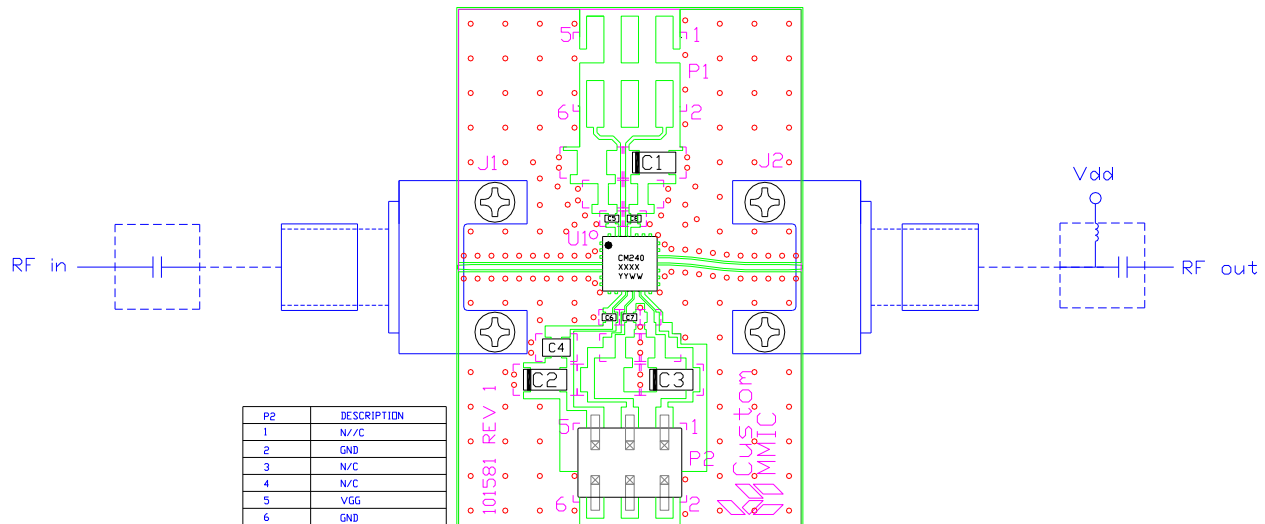 5 1
P1
6 2
J1 C1 J2
Vdd
C5 C8
U1
CM240
XXXX
YYWW
RF in
RF out
C6 C7
C4
C2 C3
101581 REV 1
Custom
MMIC
5 1
P2
6 2
P2 DESCRIPTION
1 N//C
2 GND
3 N/C
4 N/C
5 VGG
6 GND